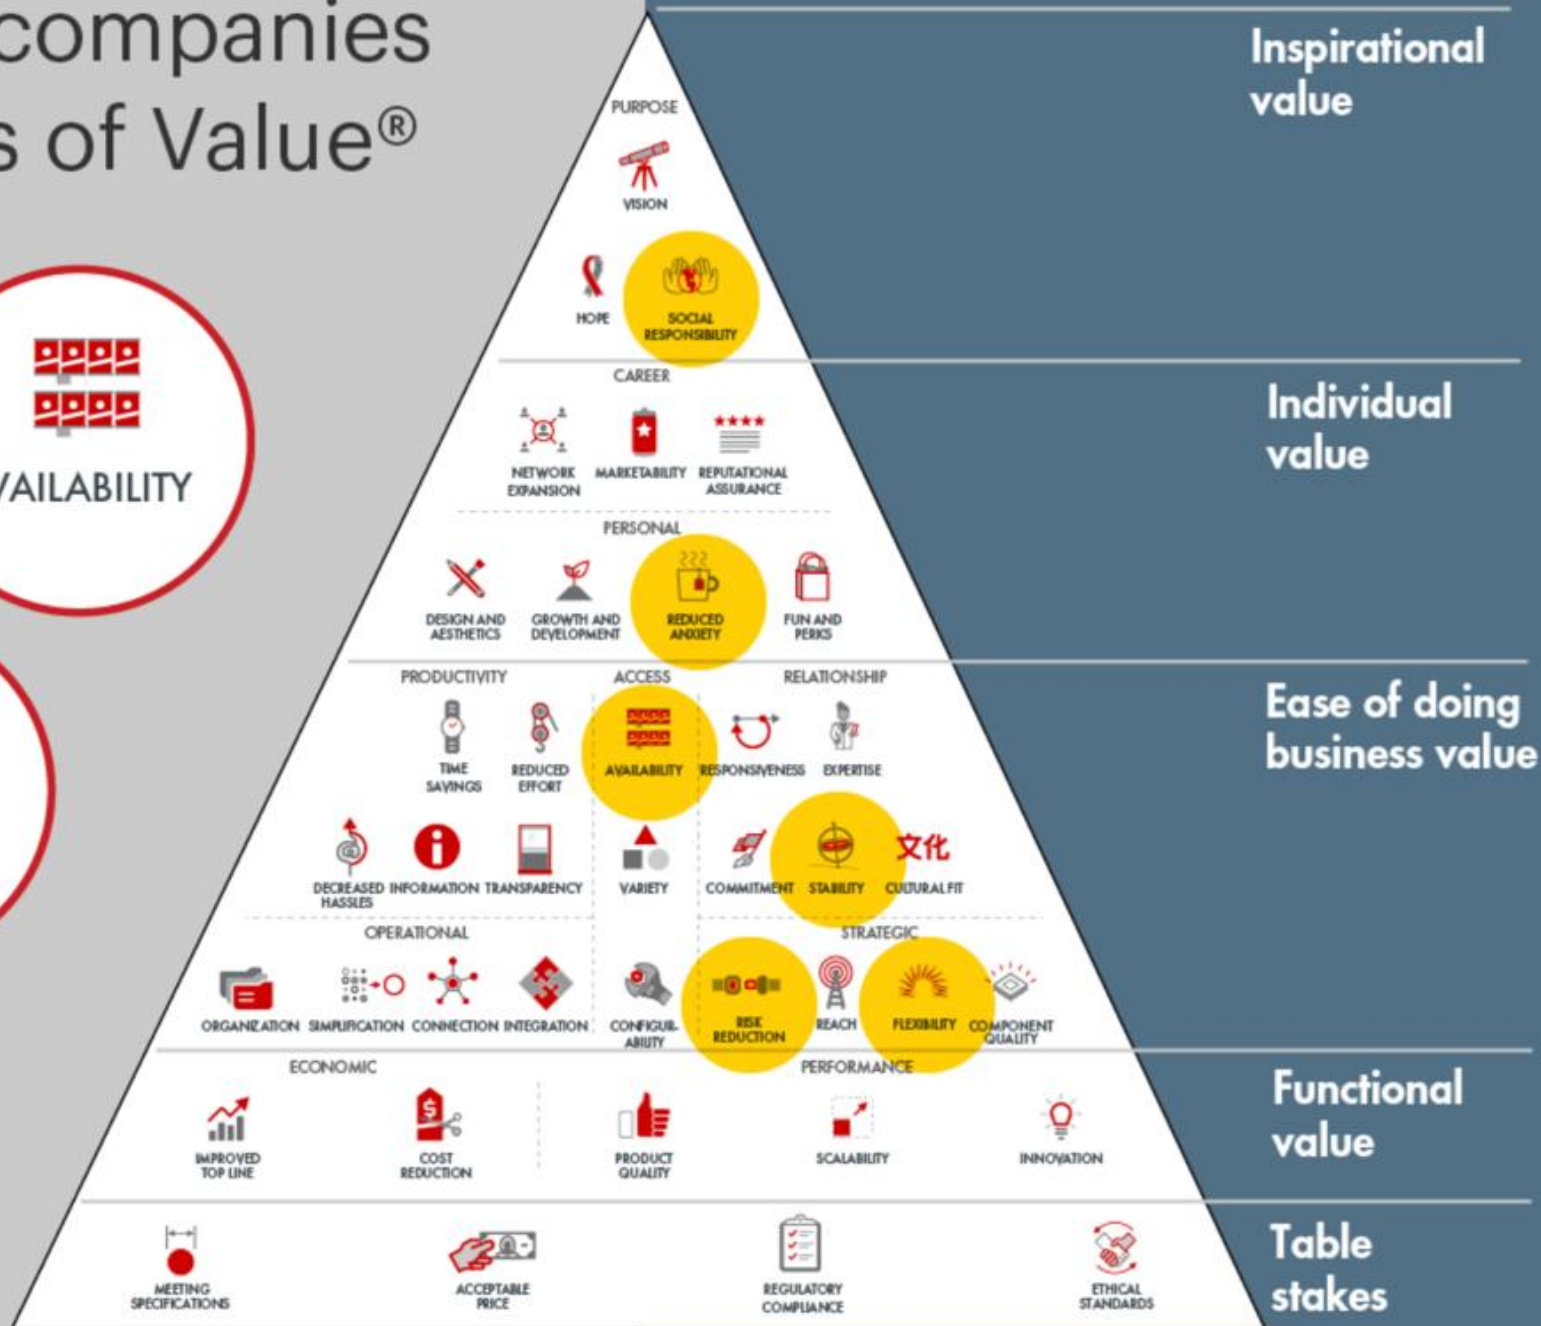 companies
s of Value®
VAILABILITY
PURPOSE
VISION
HOPE
SOCIAL
RESPONSIBILITY
CAREER
NETWORK
EXPANSION
MARKETABILITY
REPUTATIONAL
ASSURANCE
PERSONAL
DESIGN AND
AESTHETICS
GROWTH AND
DEVELOPMENT
REDUCED
ANXIETY
FUN AND
PERKS
PRODUCTIVITY
ACCESS
RELATIONSHIP
TIME
SAVINGS
REDUCED
EFFORT
AVAILABILITY
RESPONSIVENESS
EXPERTISE
DECREASED
HASSLES
INFORMATION
TRANSPARENCY
VARIETY
COMMITMENT
STABILITY
文化
CULTURAL FIT
OPERATIONAL
STRATEGIC
ORGANIZATION
SIMPLIFICATION
CONNECTION
INTEGRATION
CONFIGUR-
ABILITY
RISK
REDUCTION
REACH
FLEXIBILITY
COMPONENT
QUALITY
ECONOMIC
PERFORMANCE
IMPROVED
TOP LINE
$
COST
REDUCTION
PRODUCT
QUALITY
SCALABILITY
INNOVATION
MEETING
SPECIFICATIONS
ACCEPTABLE
PRICE
REGULATORY
COMPLIANCE
ETHICAL
STANDARDS
Inspirational
value
Individual
value
Ease of doing
business value
Functional
value
Table
stakes